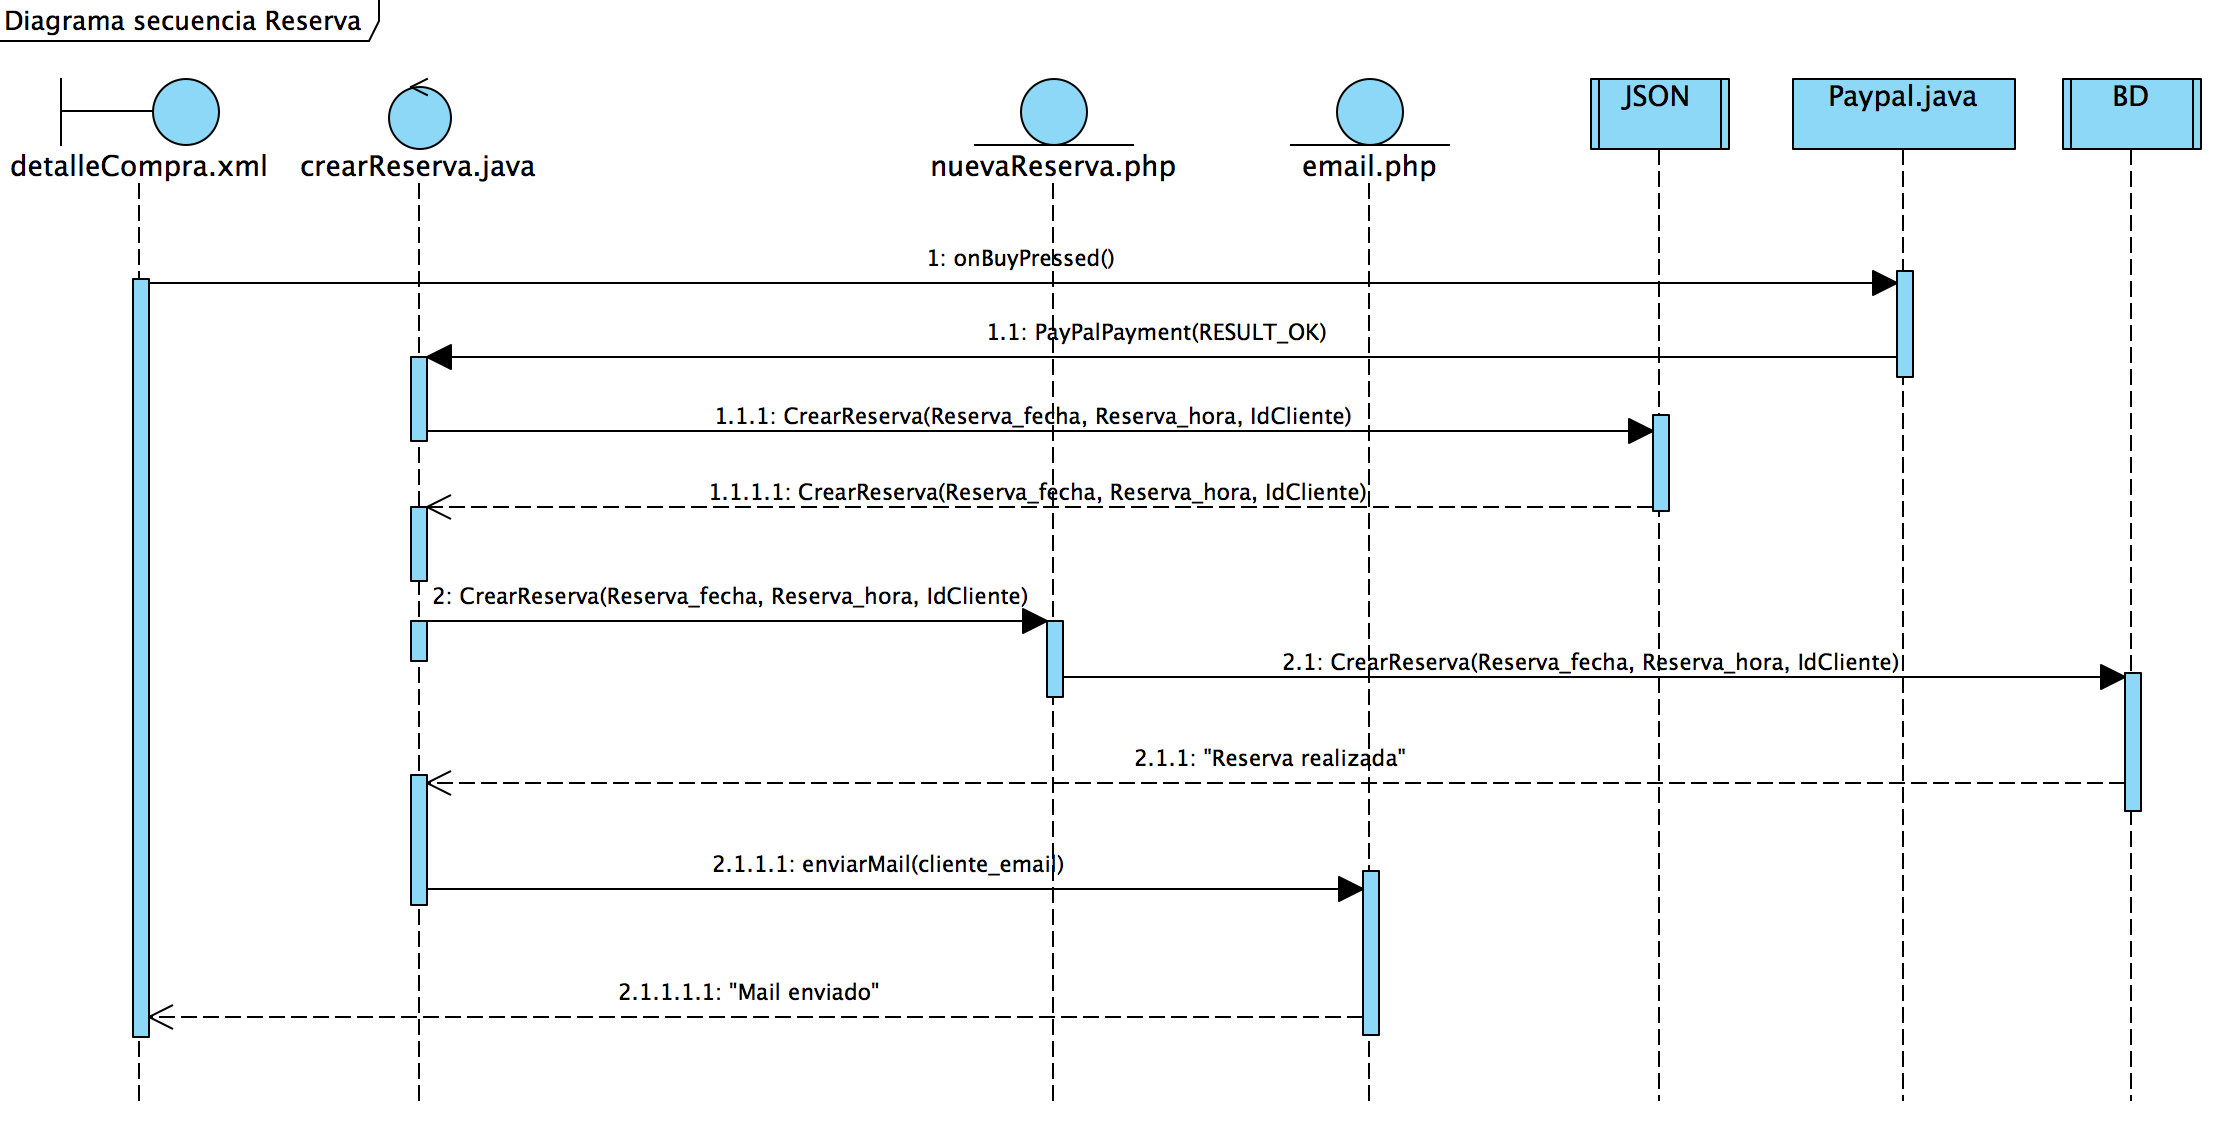 Diagrama secuencia Reserva
detalleCompra.xml
crearReserva.java
nuevaReserva.php
email.php
JSON
Paypal.java
BD
1: onBuyPressed()
1.1: PayPalPayment(RESULT_OK)
1.1.1: CrearReserva(Reserva_fecha, Reserva_hora, IdCliente)
1.1.1.1: CrearReserva(Reserva_fecha, Reserva_hora, IdCliente)
2: CrearReserva(Reserva_fecha, Reserva_hora, IdCliente)
2.1: CrearReserva(Reserva_fecha, Reserva_hora, IdCliente)
2.1.1: "Reserva realizada"
2.1.1.1: enviarMail(cliente_email)
2.1.1.1.1: "Mail enviado"